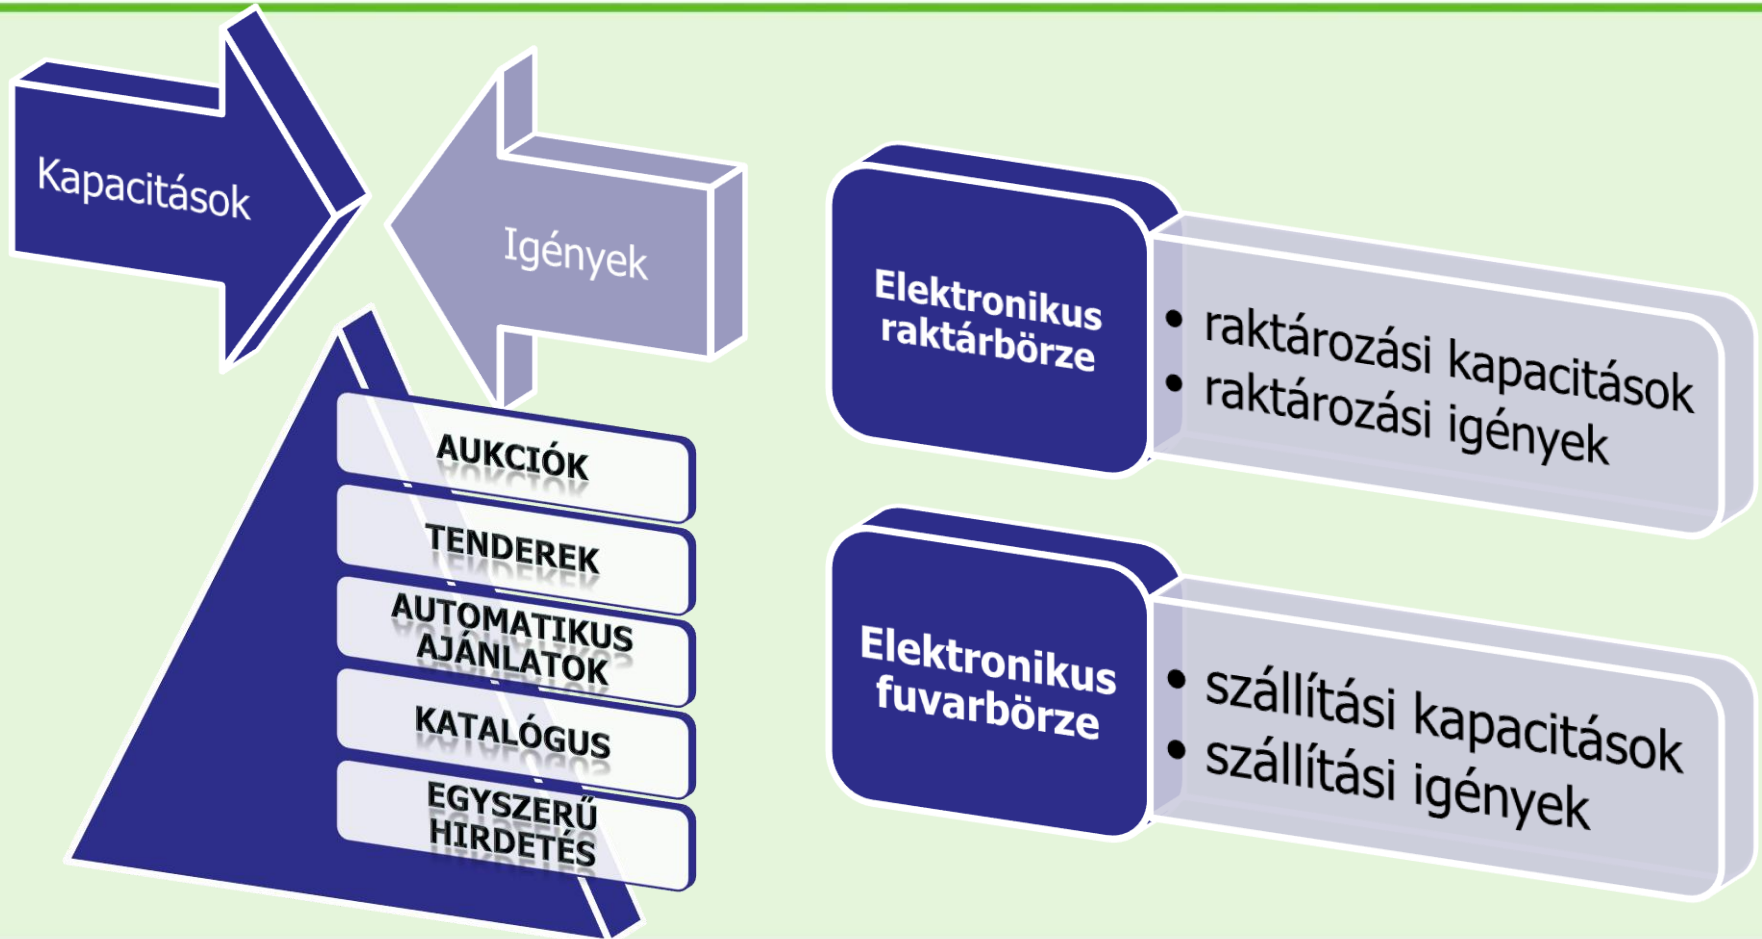 Kapacitások
Igények
AUKCIÓK
TENDEREK
AUTOMATIKUS
AJÁNLATOK
KATALÓGUS
EGYSZERŰ
HIRDETÉS
Elektronikus
raktárbörze
• raktározási kapacitások
• raktározási igények
Elektronikus
fuvarbörze
• szállítási kapacitások
• szállítási igények